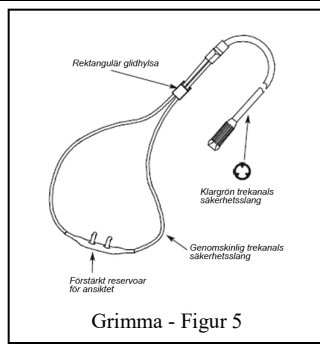 Rektangulär glidhylsa
Klargrön trekanals
säkerhetsslang
Genomskinlig trekanals
säkerhetsslang
Förstärkt reservoar
för ansiktet
Grimma - Figur 5